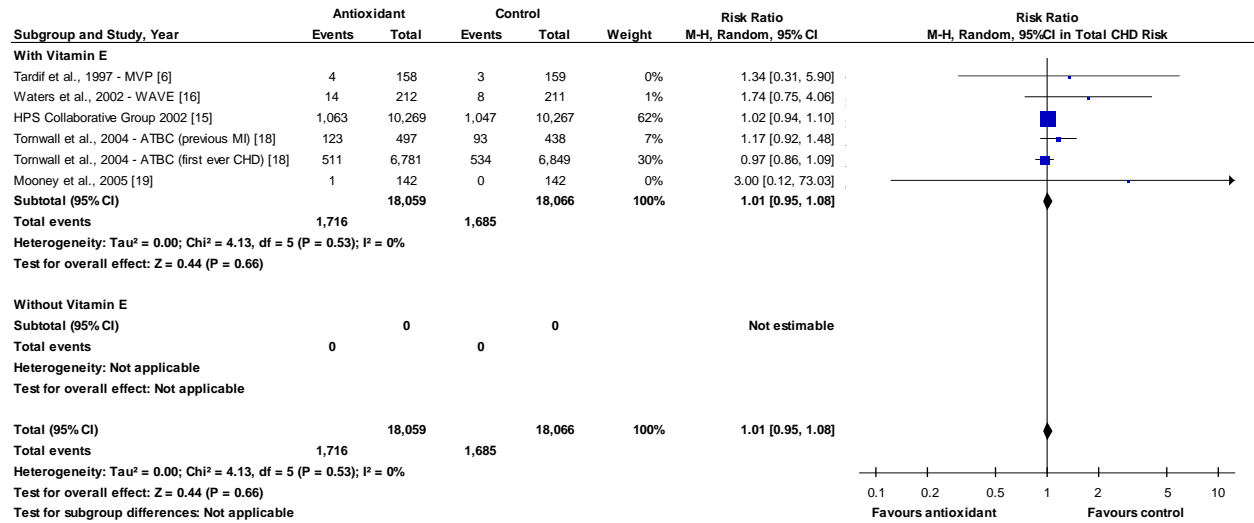 Antioxidant Control Risk Ratio Risk Ratio
Subgroup and Study, Year Events Total Events Total Weight M-H, Random, 95% CI M-H, Random, 95%CI in Total CHD Risk
With Vitamin E
Tardif et al., 1997 - MVP [6] 4 158 3 159 0% 1.34 [0.31, 5.90]
Waters et al., 2002 - WAVE [16] 14 212 8 211 1% 1.74 [0.75, 4.06]
HPS Collaborative Group 2002 [15] 1,063 10,269 1,047 10,267 62% 1.02 [0.94, 1.10]
Tornwall et al., 2004 - ATBC (previous MI) [18] 123 497 93 438 7% 1.17 [0.92, 1.48]
Tornwall et al., 2004 - ATBC (first ever CHD) [18] 511 6,781 534 6,849 30% 0.97 [0.86, 1.09]
Mooney et al., 2005 [19] 1 142 0 142 0% 3.00 [0.12, 73.03]
Subtotal (95% CI) 18,059 18,066 100% 1.01 [0.95, 1.08]
Total events 1,716 1,685
Heterogeneity: Tau² = 0.00; Chi² = 4.13, df = 5 (P = 0.53); I² = 0%
Test for overall effect: Z = 0.44 (P = 0.66)
Without Vitamin E
Subtotal (95% CI) 0 0 Not estimable
Total events 0 0
Heterogeneity: Not applicable
Test for overall effect: Not applicable
Total (95% CI) 18,059 18,066 100% 1.01 [0.95, 1.08]
Total events 1,716 1,685
Heterogeneity: Tau² = 0.00; Chi² = 4.13, df = 5 (P = 0.53); I² = 0%
Test for overall effect: Z = 0.44 (P = 0.66)
Test for subgroup differences: Not applicable
0.1 0.2 0.5 1 2 5 10
Favours antioxidant Favours control